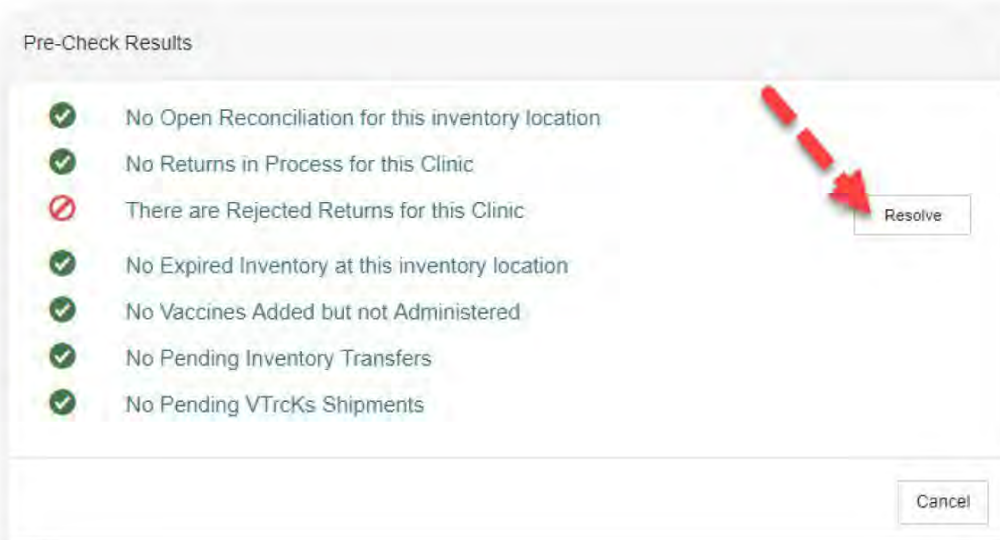 Pre-Check Results
No Open Reconciliation for this inventory location
No Returns in Process for this Clinic
There are Rejected Returns for this Clinic
Resolve
No Expired Inventory at this inventory location
No Vaccines Added but not Administered
No Pending Inventory Transfers
No Pending VTrcKs Shipments
Cancel